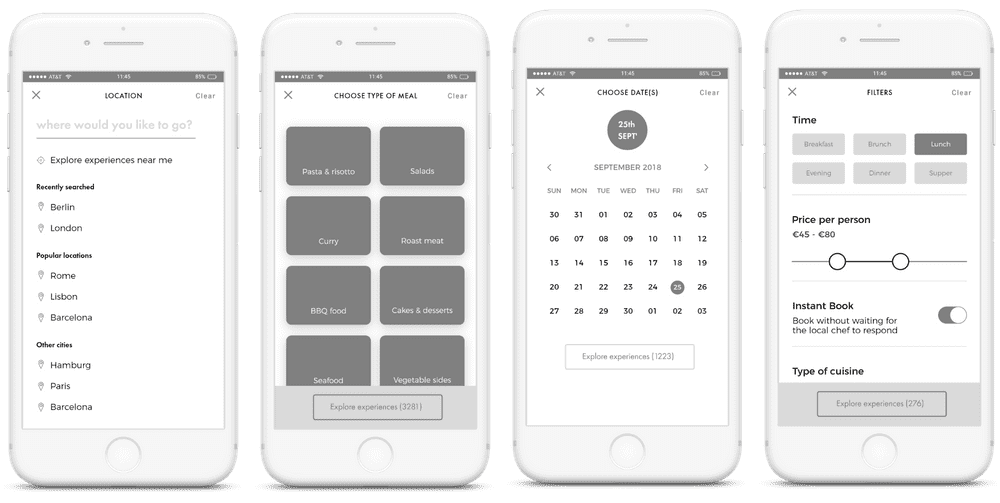 AT&T 11:45 85%
LOCATION Clear
where would you like to go?
Explore experiences near me
Recently searched
Berlin
London
Popular locations
Rome
Lisbon
Barcelona
Other cities
Hamburg
Paris
Barcelona
AT&T 11:45 85%
CHOOSE TYPE OF MEAL Clear
Pasta & risotto Salads
Curry Roast meat
BBQ food Cakes & desserts
Seafood Vegetable sides
Explore experiences (3281)
AT&T 11:45 85%
CHOOSE DATE(S) Clear
25th
SEPT'
SEPTEMBER 2018
SUN MON TUE WED THU FRI SAT
30 31 01 02 03 04 05
06 07 08 09 10 11 12
13 14 15 16 17 18 19
20 21 22 23 24 25 26
27 28 29 30 01 02 03
Explore experiences (1223)
AT&T 11:45 85%
FILTERS Clear
Time
Breakfast Brunch Lunch
Evening Dinner Supper
Price per person
€45 - €80
Instant Book
Book without waiting for
the local chef to respond
Type of cuisine
Explore experiences (276)